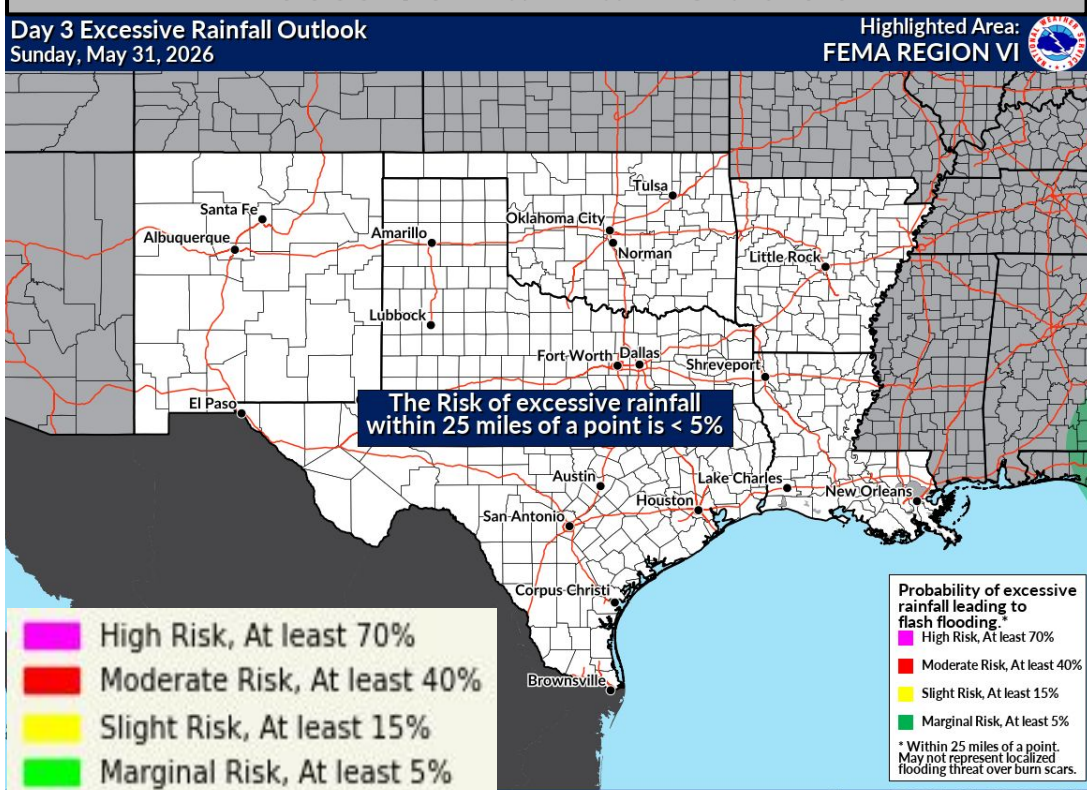 Day 3 Excessive Rainfall Outlook
Sunday, May 31, 2026
Highlighted Area:
FEMA REGION VI
NATIONAL WEATHER SERVICE
Santa Fe
Albuquerque
Amarillo
Tulsa
Oklahoma City
Norman
Little Rock
Lubbock
Fort Worth
Dallas
Shreveport
El Paso
The Risk of excessive rainfall
within 25 miles of a point is < 5%
Austin
Lake Charles
Houston
New Orleans
San Antonio
Corpus Christi
Brownsville
High Risk, At least 70%
Moderate Risk, At least 40%
Slight Risk, At least 15%
Marginal Risk, At least 5%
Probability of excessive
rainfall leading to
flash flooding.*
High Risk, At least 70%
Moderate Risk, At least 40%
Slight Risk, At least 15%
Marginal Risk, At least 5%
* Within 25 miles of a point.
May not represent localized
flooding threat over burn scars.